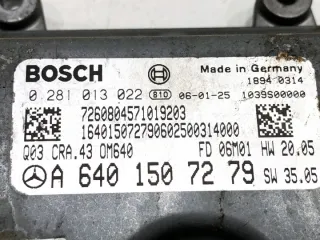 BOSCH Made in Germany
1894 0314
0 281 013 022 810 06-01-25 1039S00000
7260804571019203
16401507279060250031400​0
Q03 CRA.43 OM640 FD 06M01 HW 20.05
A 640 150 72 79 SW 35.05